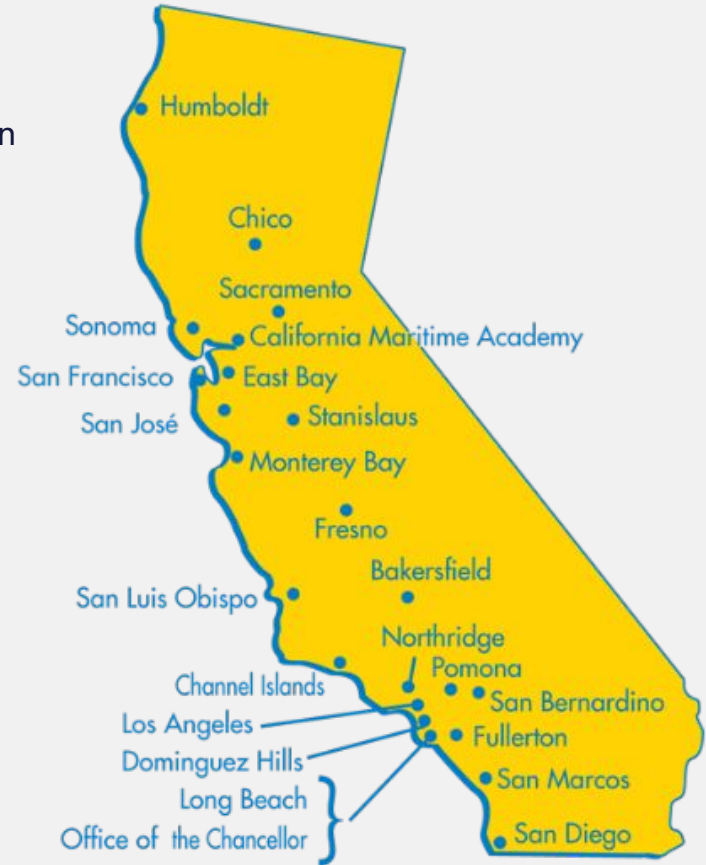 n
Humboldt
Chico
Sacramento
Sonoma
California Maritime Academy
San Francisco
East Bay
San José
Stanislaus
Monterey Bay
Fresno
Bakersfield
San Luis Obispo
Northridge
Pomona
Channel Islands
San Bernardino
Los Angeles
Fullerton
Dominguez Hills
San Marcos
Long Beach
Office of the Chancellor
San Diego